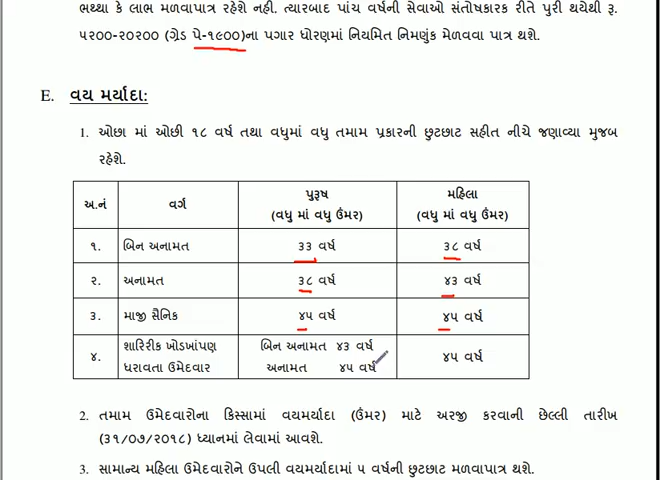 ભથ્થા કે લાભ મળવાપાત્ર રહેશે નહી. ત્યારબાદ પાંચ વર્ષની સેવાઓ સંતોષકારક રીતે પુરી થયેથી રૂ.
૫૨૦૦-૨૦૨૦૦ (ગ્રેડ પે-૧૯૦૦)ના પગાર ધોરણમાં નિયમિત નિમણુંક મેળવવા પાત્ર થશે.
E. વય મર્યાદા:
1. ઓછા માં ઓછી ૧૮ વર્ષ તથા વધુમાં વધુ તમામ પ્રકારની છુટછાટ સહીત નીચે જણાવ્યા મુજબ
રહેશે.
અ.નં વર્ગ પુરૂષ (વધુ માં વધુ ઉંમર) મહિલા (વધુ માં વધુ ઉંમર)
૧. બિન અનામત ૩૩ વર્ષ ૩૮ વર્ષ
૨. અનામત ૩૮ વર્ષ ૪૩ વર્ષ
૩. માજી સૈનિક ૪૫ વર્ષ ૪૫ વર્ષ
૪. શારિરીક ખોડખાંપણ ધરાવતા ઉમેદવાર બિન અનામત ૪૩ વર્ષ અનામત ૪૫ વર્ષ ૪૫ વર્ષ
2. તમામ ઉમેદવારોના કિસ્સામાં વયમર્યાદા (ઉંમર) માટે અરજી કરવાની છેલ્લી તારીખ
(૩૧/૦૭/૨૦૧૮) ધ્યાનમાં લેવામાં આવશે.
3. સામાન્ય મહિલા ઉમેદવારોને ઉપલી વયમર્યાદામાં ૫ વર્ષની છુટછાટ મળવાપાત્ર થશે.